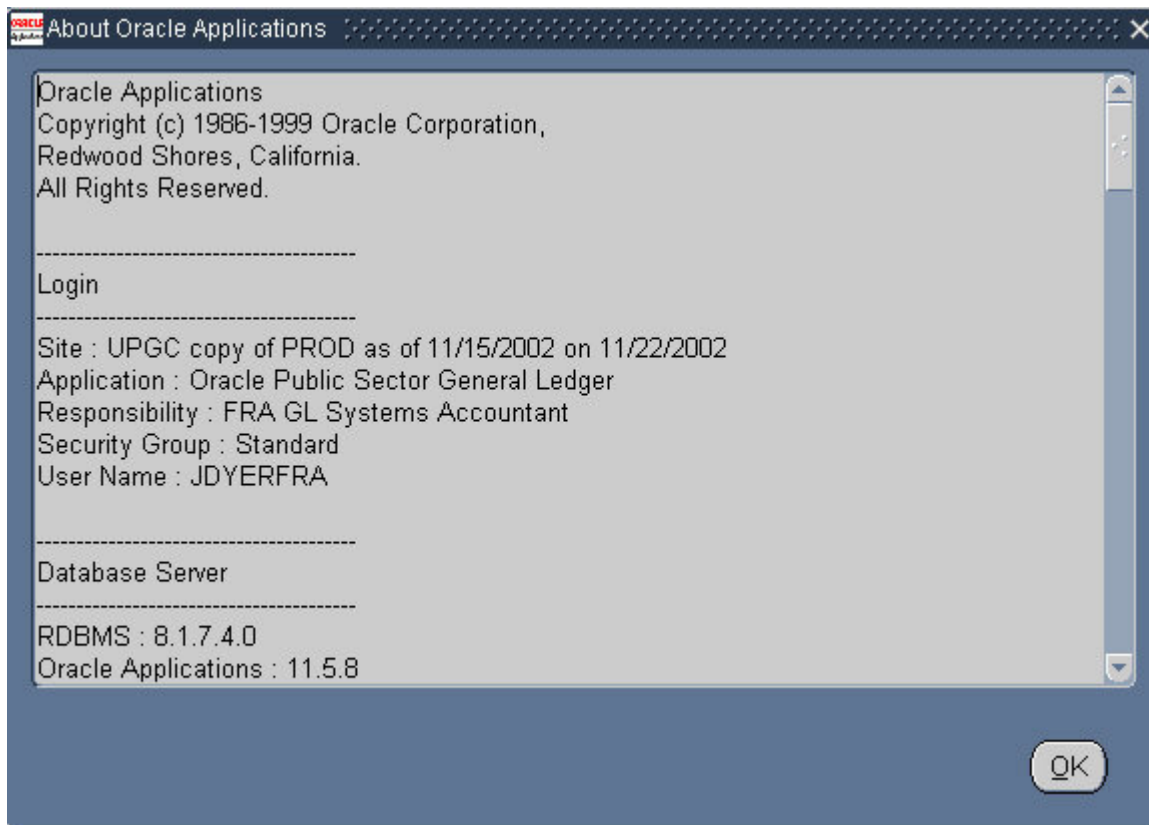 ORACLE
About Oracle Applications
Oracle Applications
Copyright (c) 1986-1999 Oracle Corporation,
Redwood Shores, California.
All Rights Reserved.
----------------------------------------
Login
----------------------------------------
Site : UPGC copy of PROD as of 11/15/2002 on 11/22/2002
Application : Oracle Public Sector General Ledger
Responsibility : FRA GL Systems Accountant
Security Group : Standard
User Name : JDYERFRA
----------------------------------------
Database Server
----------------------------------------
RDBMS : 8.1.7.4.0
Oracle Applications : 11.5.8
OK